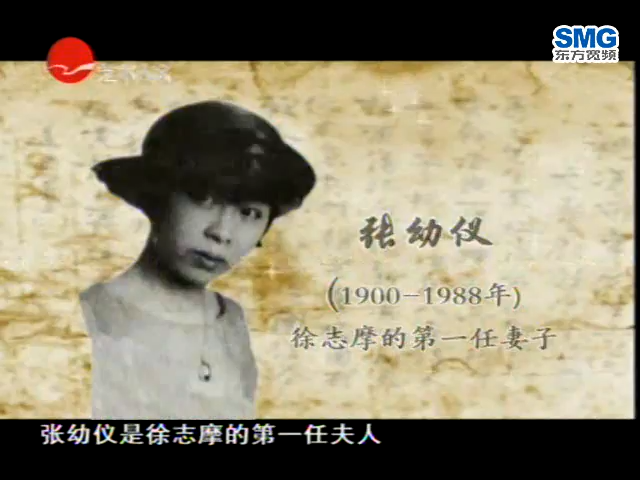 SMG
东方宽频
张幼仪
(1900-1988年)
徐志摩的第一任妻子
张幼仪是徐志摩的第一任夫人